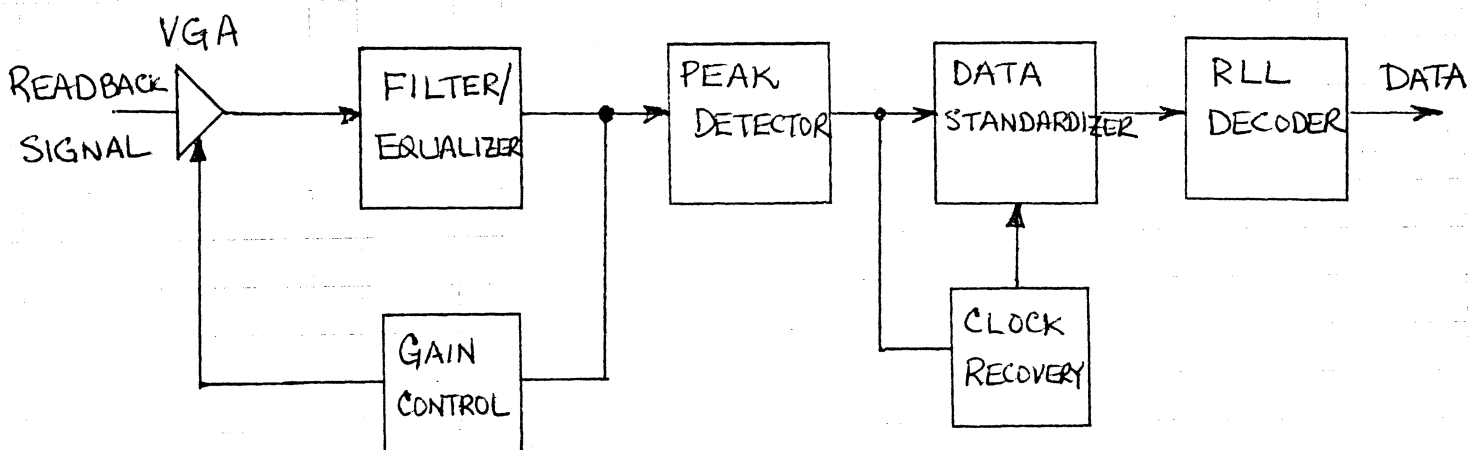 VGA
READBACK
SIGNAL
FILTER/
EQUALIZER
PEAK
DETECTOR
DATA
STANDARDIZER
RLL
DECODER
DATA
GAIN
CONTROL
CLOCK
RECOVERY